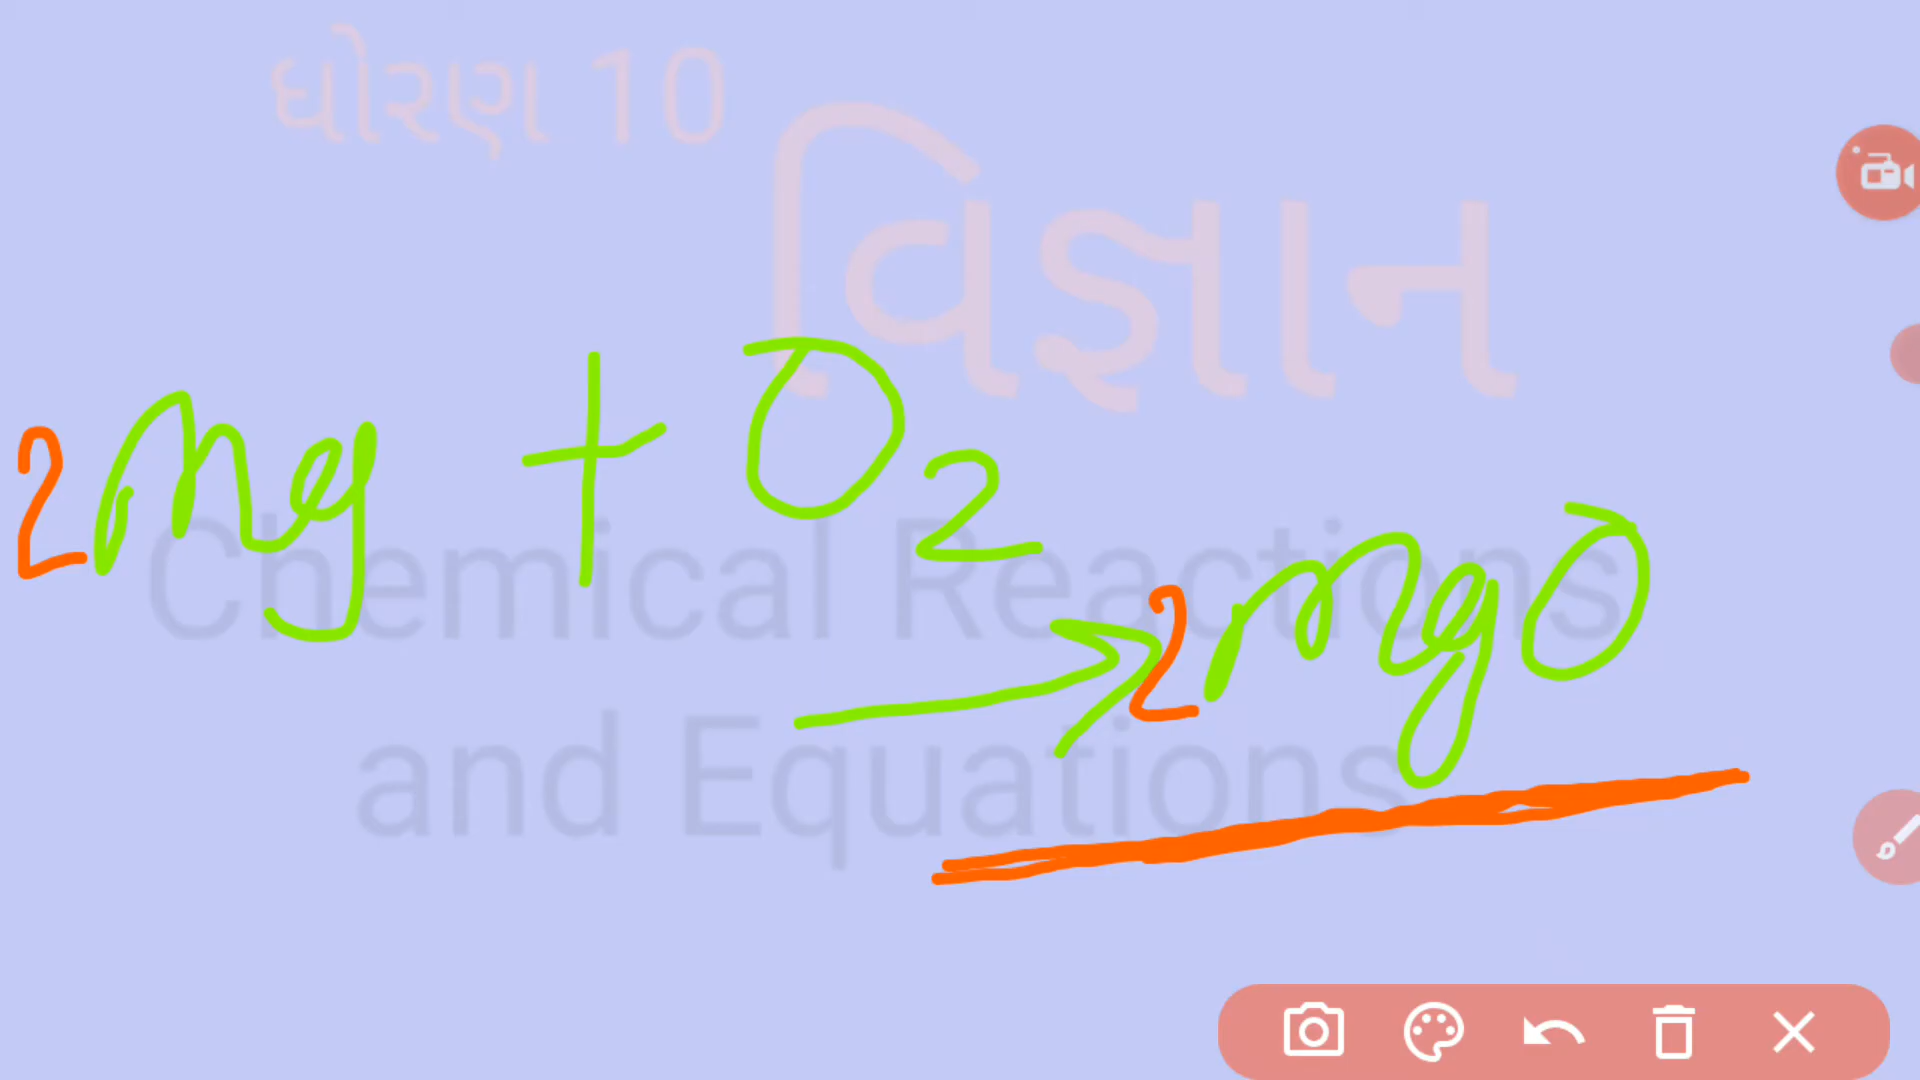 ધોરણ 10
વિજ્ઞાન
2Mg + O2
→ 2MgO
Chemical Reactions
and Equations